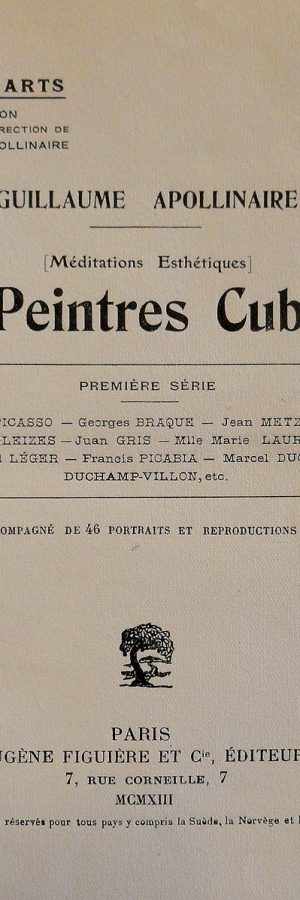 ARTS
ON
RECTION DE
OLLINAIRE
GUILLAUME APOLLINAIRE
[Méditations Esthétiques]
Peintres Cub
PREMIÈRE SÉRIE
PICASSO — Georges BRAQUE — Jean METZ
LEIZES — Juan GRIS — Mlle Marie LAUR
d LÉGER — Francis PICABIA — Marcel DUC
DUCHAMP-VILLON, etc.
COMPAGNÉ DE 46 PORTRAITS ET REPRODUCTIONS
PARIS
UGÈNE FIGUIÈRE ET Cie, ÉDITEUR
7, RUE CORNEILLE, 7
MCMXIII
réservés pour tous pays y compris la Suède, la Norvège et l